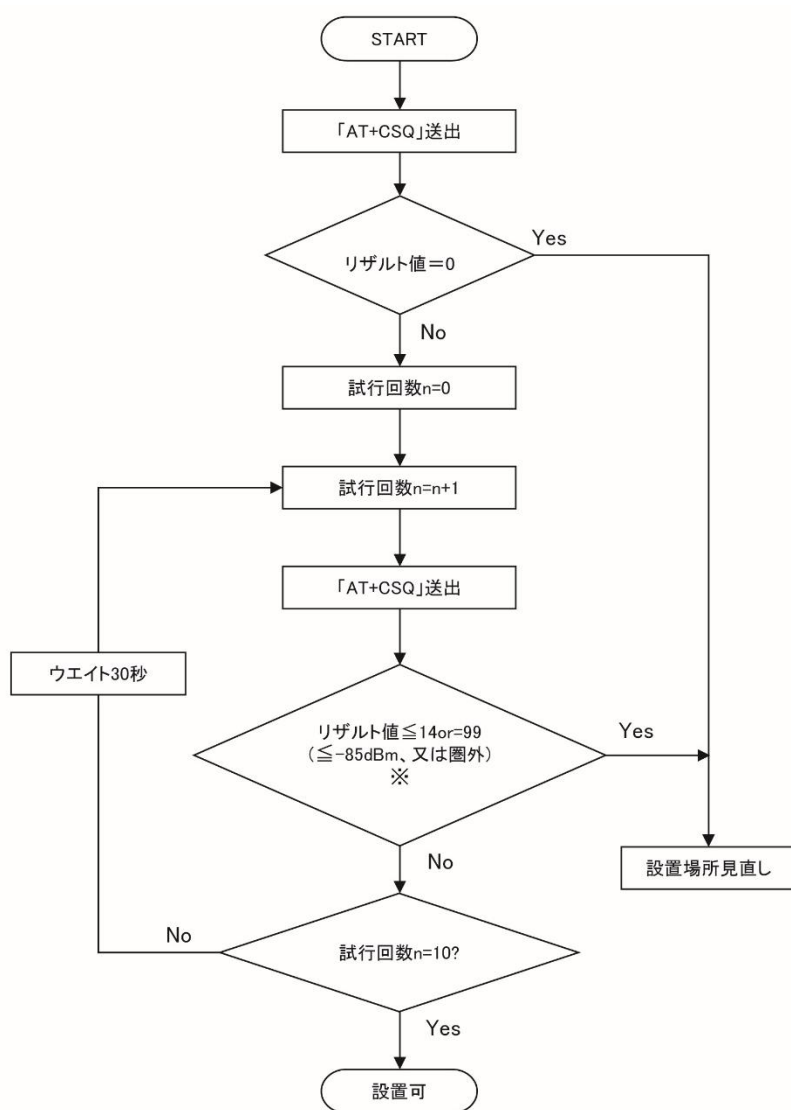 START
「AT+CSQ」送出
リザルト値=0
Yes
No
試行回数n=0
試行回数n=n+1
「AT+CSQ」送出
ウエイト30秒
リザルト値≦14or=99
(≦-85dBm、又は圏外)
※
Yes
No
設置場所見直し
試行回数n=10?
No
Yes
設置可